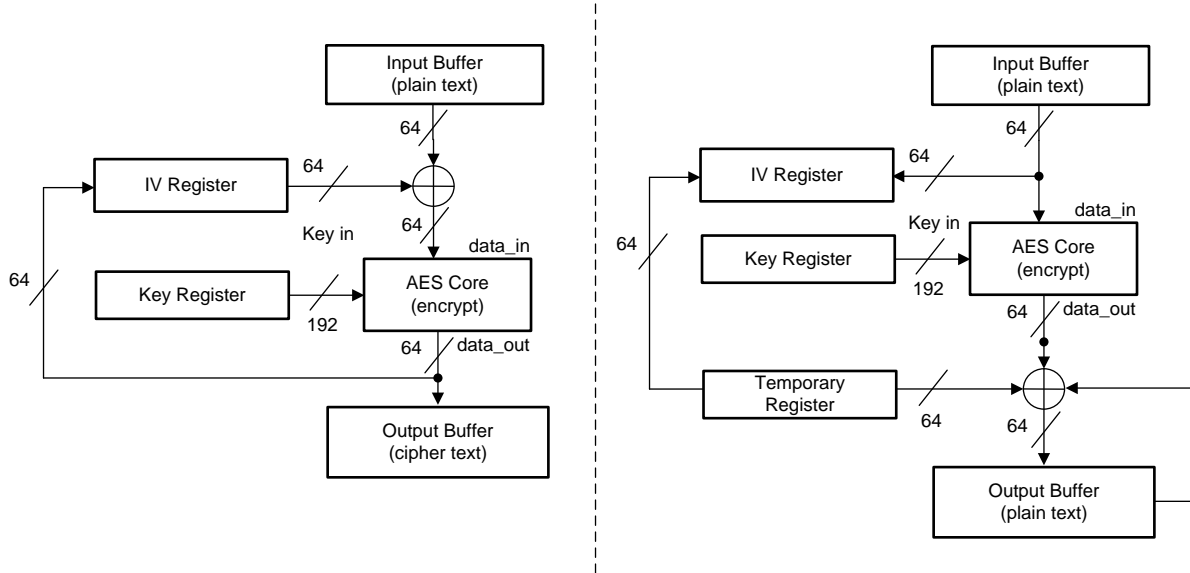 Input Buffer
(plain text)
64
IV Register
64
64
Key in
data_in
64
Key Register
192
AES Core
(encrypt)
64
data_out
Output Buffer
(cipher text)
Input Buffer
(plain text)
64
IV Register
64
data_in
Key in
64
Key Register
192
AES Core
(encrypt)
64
data_out
Temporary
Register
64
64
Output Buffer
(plain text)